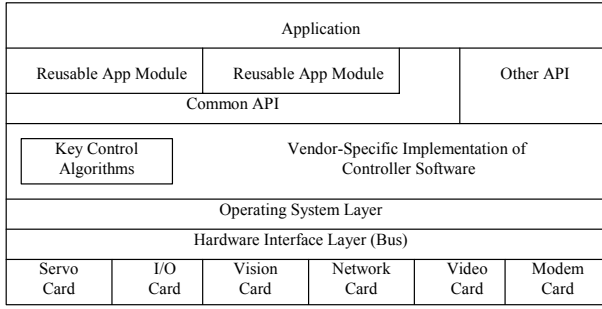 Application
Reusable App Module
Reusable App Module
Other API
Common API
Key Control
Algorithms
Vendor-Specific Implementation of
Controller Software
Operating System Layer
Hardware Interface Layer (Bus)
Servo
Card
I/O
Card
Vision
Card
Network
Card
Video
Card
Modem
Card